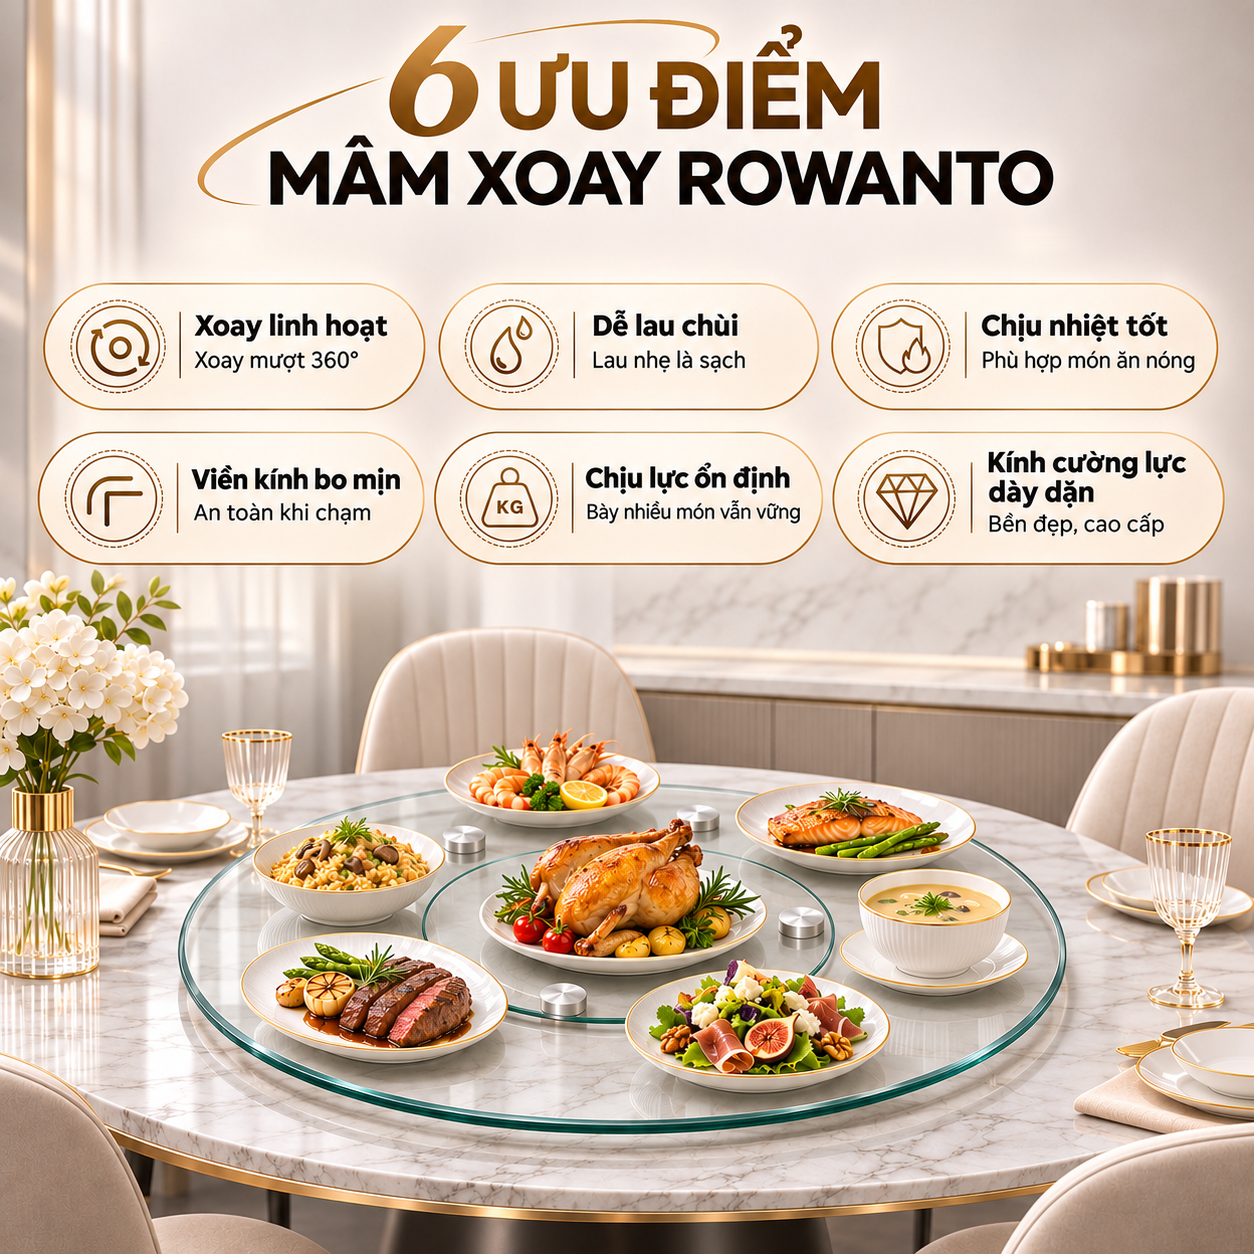 6 ƯU ĐIỂM
MÂM XOAY ROWANTO
Xoay linh hoạt
Xoay mượt 360°
Dễ lau chùi
Lau nhẹ là sạch
Chịu nhiệt tốt
Phù hợp món ăn nóng
Viền kính bo mịn
An toàn khi chạm
KG
Chịu lực ổn định
Bày nhiều món vẫn vững
Kính cường lực
dày dặn
Bền đẹp, cao cấp